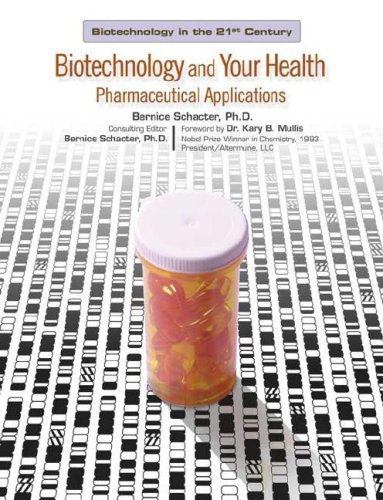 Biotechnology in the 21st Century
Biotechnology and Your Health
Pharmaceutical Applications
Bernice Schacter, Ph.D.
Consulting Editor
Bernice Schacter, Ph.D.
Foreword by Dr. Kary B. Mullis
Nobel Prize Winner in Chemistry, 1993
President/Altermune, LLC